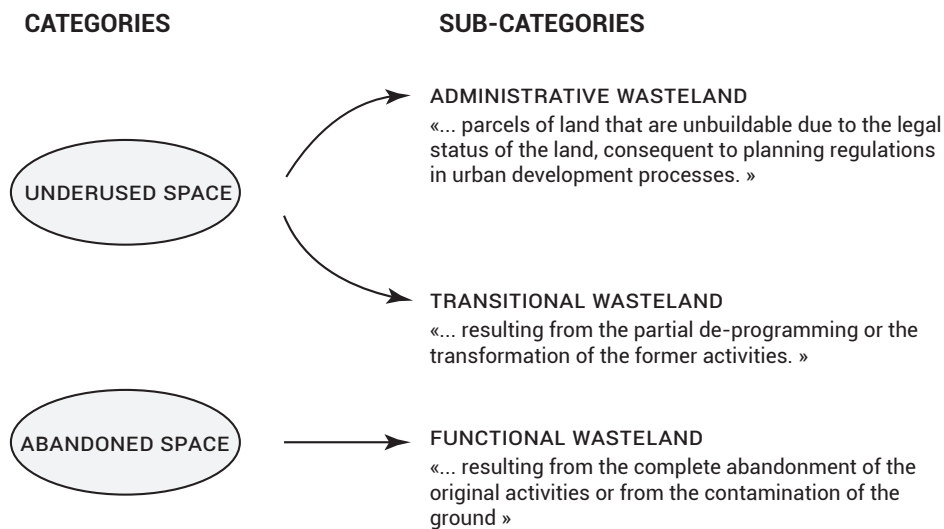 CATEGORIES
SUB-CATEGORIES
UNDERUSED SPACE
ADMINISTRATIVE WASTELAND
«... parcels of land that are unbuildable due to the legal
status of the land, consequent to planning regulations
in urban development processes. »
TRANSITIONAL WASTELAND
«... resulting from the partial de-programming or the
transformation of the former activities. »
ABANDONED SPACE
FUNCTIONAL WASTELAND
«... resulting from the complete abandonment of the
original activities or from the contamination of the
ground »